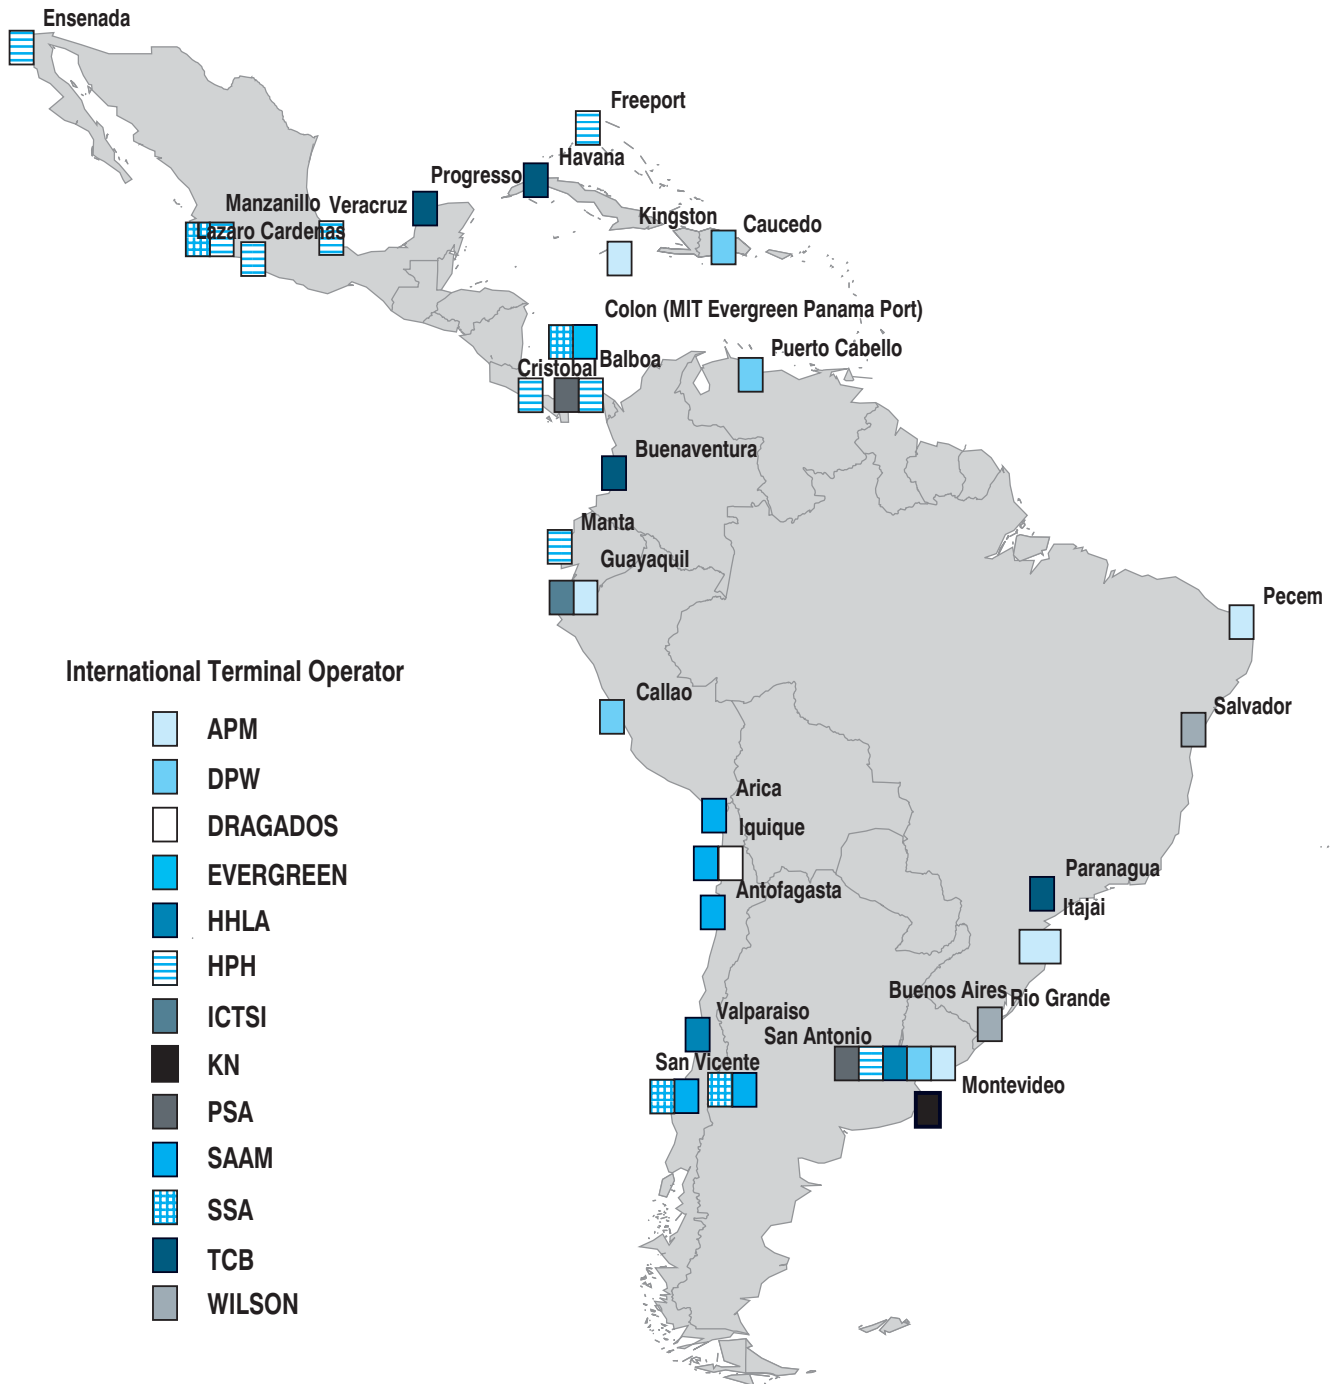 Ensenada
Freeport
Havana
Progresso
Manzanillo
Veracruz
Lazaro Cardenas
Kingston
Caucedo
Colon (MIT Evergreen Panama Port)
Puerto Cabello
Balboa
Cristobal
Buenaventura
Manta
Guayaquil
Pecem
International Terminal Operator
Callao
Salvador
APM
DPW
DRAGADOS
EVERGREEN
HHLA
HPH
ICTSI
KN
PSA
SAAM
SSA
TCB
WILSON
Arica
Iquique
Antofagasta
Paranagua
Itajai
Buenos Aires
Rio Grande
Valparaiso
San Antonio
San Vicente
Montevideo